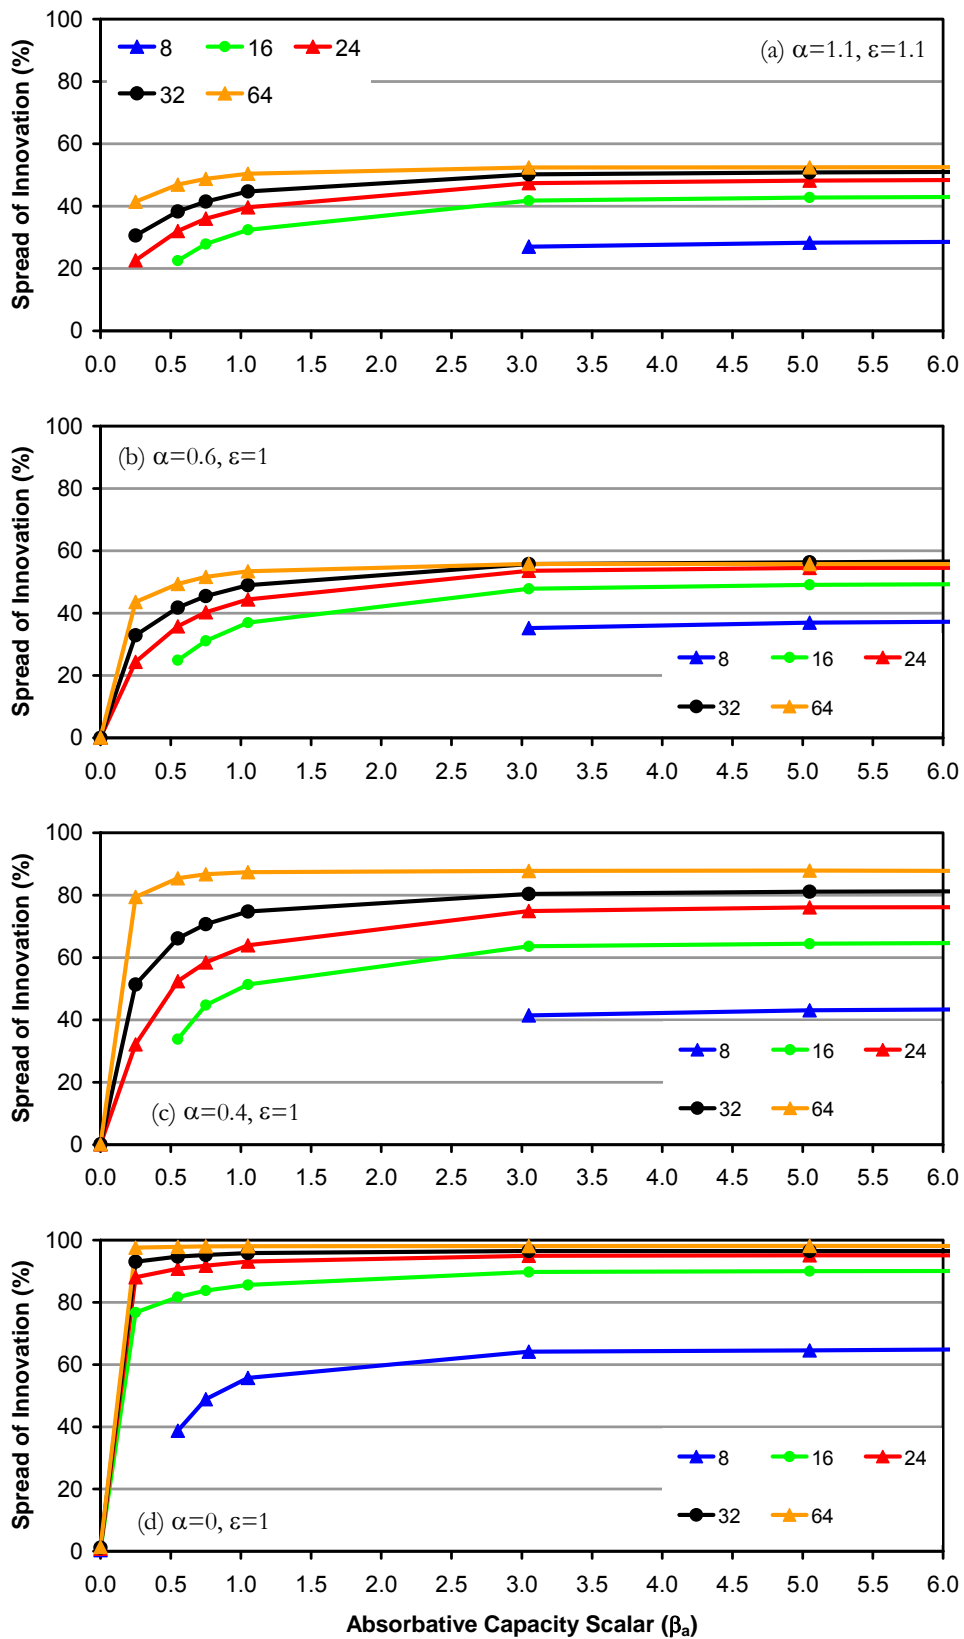 100
80
60
40
20
0
Spread of Innovation (%)
8 16 24
32 64
(a) α=1.1, ε=1.1
0.0 0.5 1.0 1.5 2.0 2.5 3.0 3.5 4.0 4.5 5.0 5.5 6.0
100
80
60
40
20
0
Spread of Innovation (%)
(b) α=0.6, ε=1
8 16 24
32 64
0.0 0.5 1.0 1.5 2.0 2.5 3.0 3.5 4.0 4.5 5.0 5.5 6.0
100
80
60
40
20
0
Spread of Innovation (%)
8 16 24
32 64
(c) α=0.4, ε=1
0.0 0.5 1.0 1.5 2.0 2.5 3.0 3.5 4.0 4.5 5.0 5.5 6.0
100
80
60
40
20
0
Spread of Innovation (%)
8 16 24
32 64
(d) α=0, ε=1
0.0 0.5 1.0 1.5 2.0 2.5 3.0 3.5 4.0 4.5 5.0 5.5 6.0
Absorbative Capacity Scalar (βₐ)